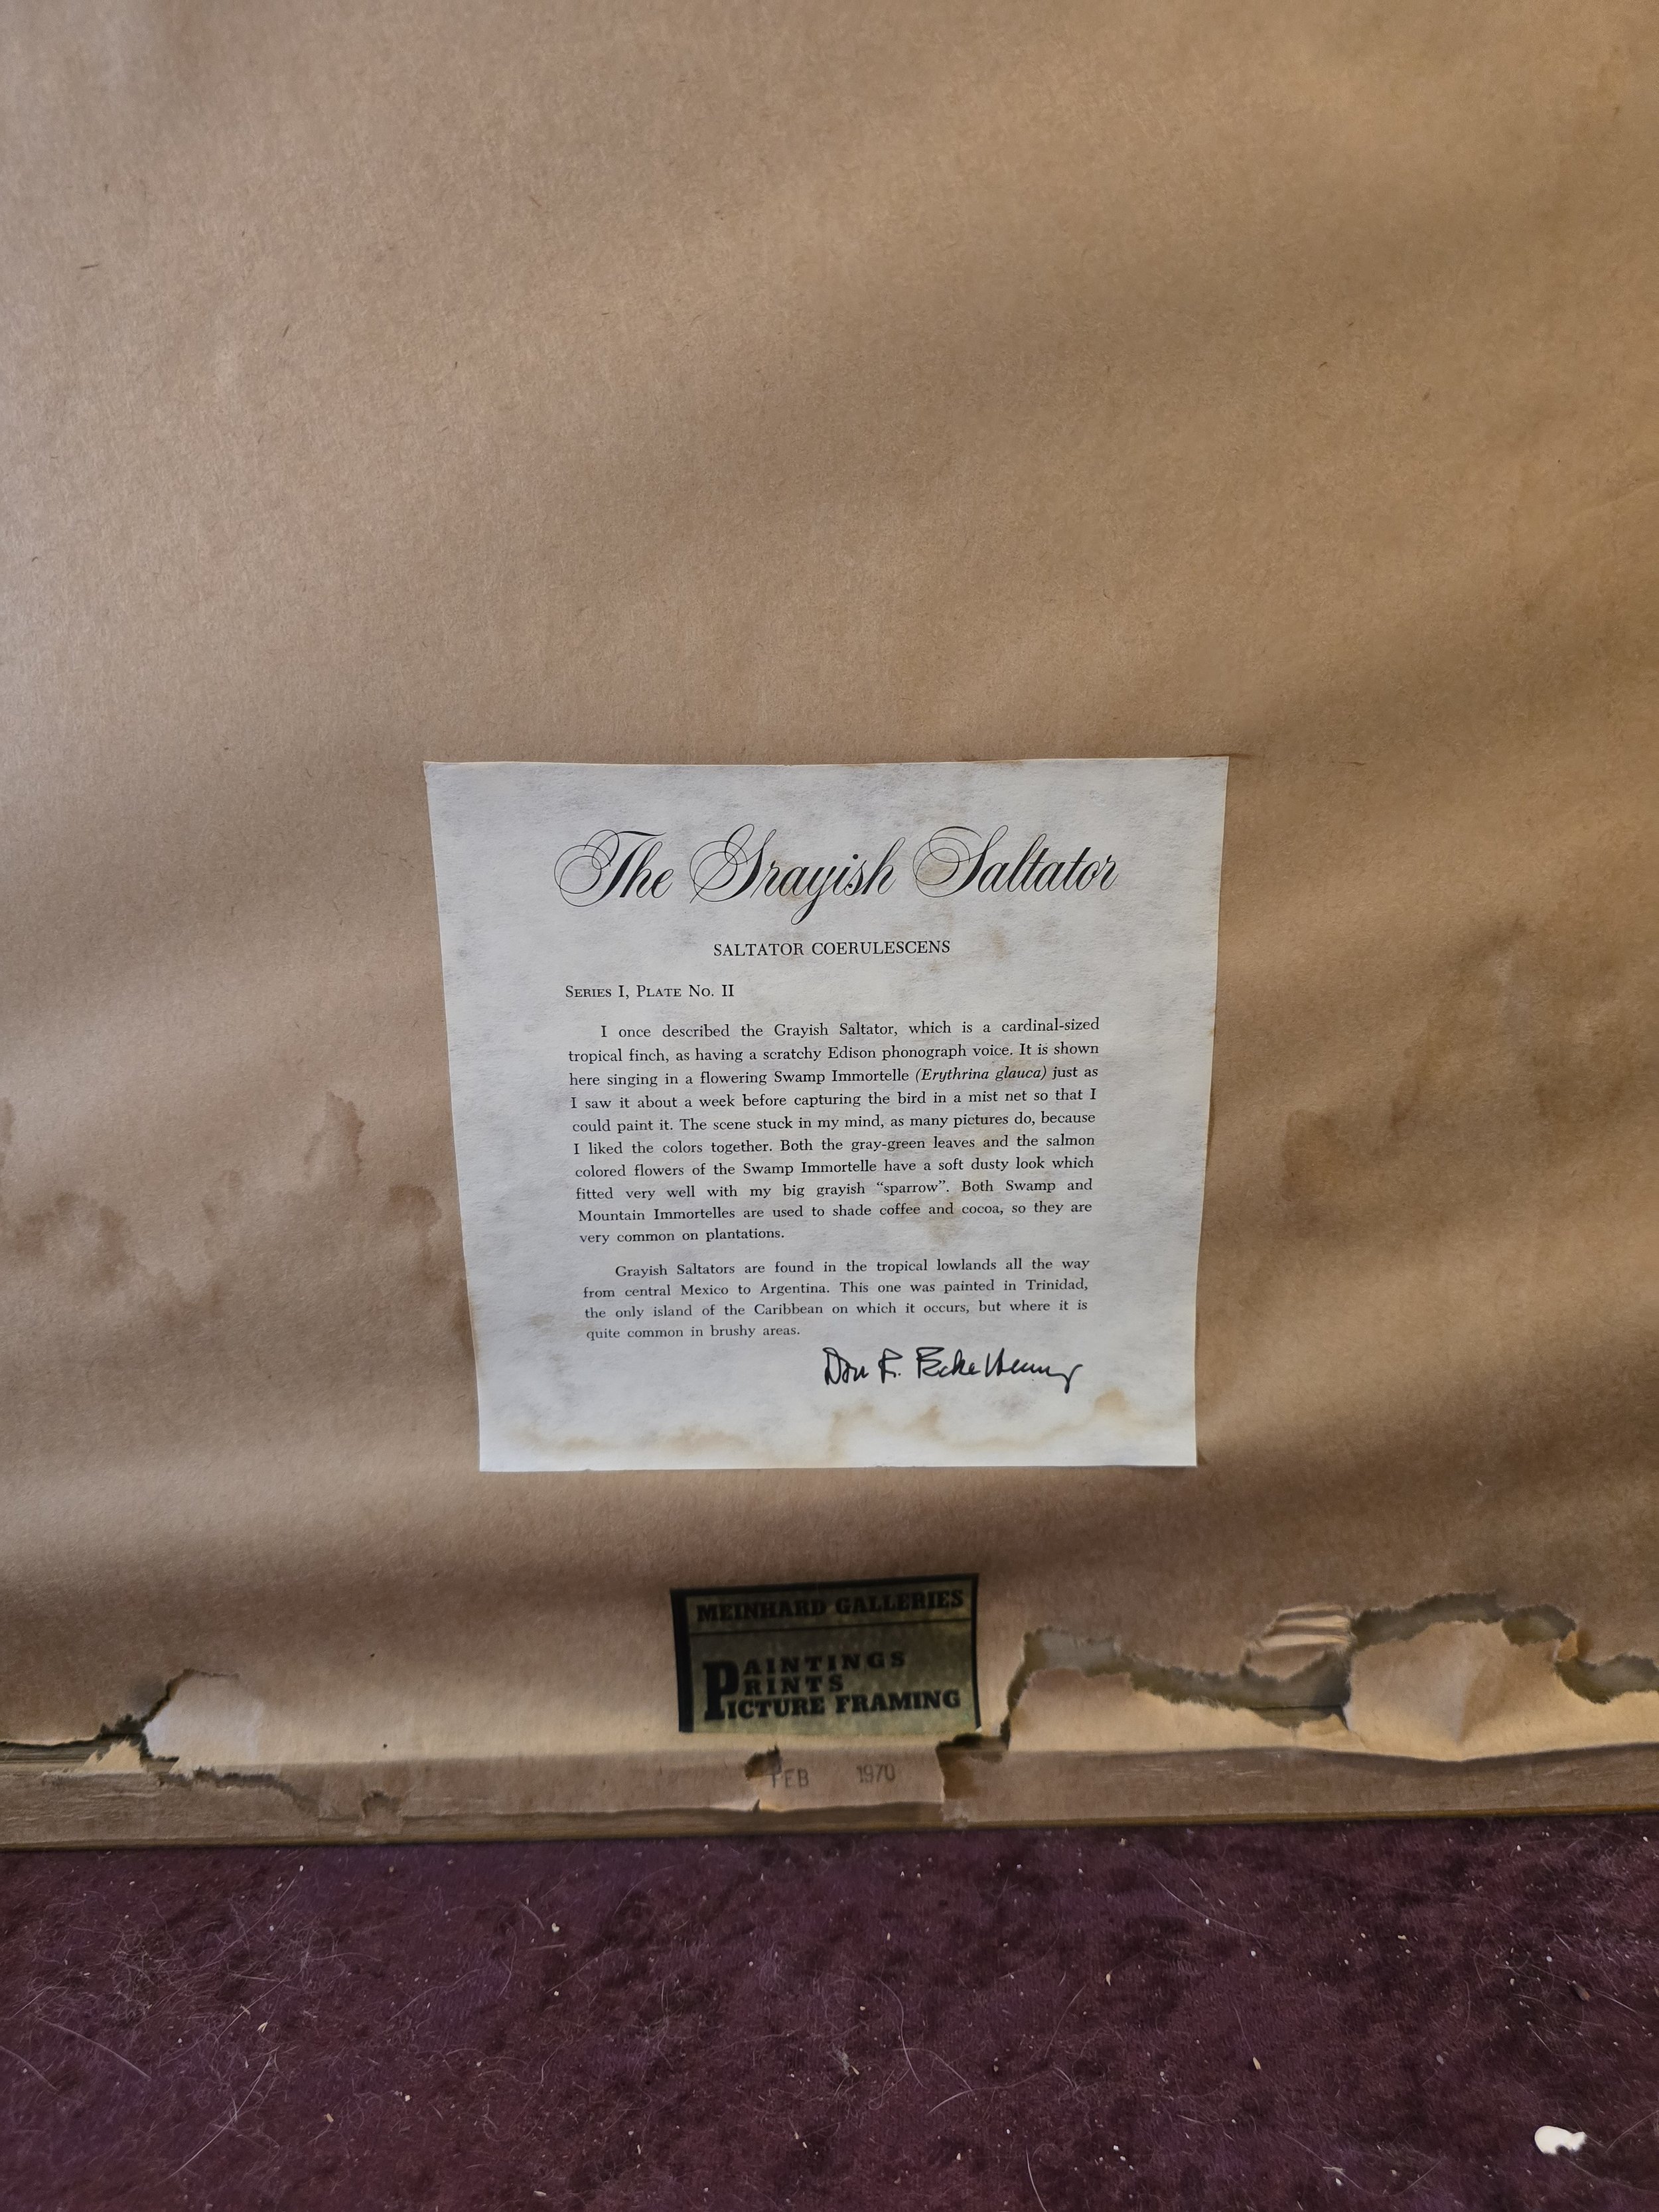 The Grayish Saltator
SALTATOR COERULESCENS
SERIES I, PLATE No. II
I once described the Grayish Saltator, which is a cardinal-sized
tropical finch, as having a scratchy Edison phonograph voice. It is shown
here singing in a flowering Swamp Immortelle (Erythrina glauca) just as
I saw it about a week before capturing the bird in a mist net so that I
could paint it. The scene stuck in my mind, as many pictures do, because
I liked the colors together. Both the gray-green leaves and the salmon
colored flowers of the Swamp Immortelle have a soft dusty look which
fitted very well with my big grayish “sparrow”. Both Swamp and
Mountain Immortelles are used to shade coffee and cocoa, so they are
very common on plantations.
Grayish Saltators are found in the tropical lowlands all the way
from central Mexico to Argentina. This one was painted in Trinidad,
the only island of the Caribbean on which it occurs, but where it is
quite common in brushy areas.
Don R. Eckelberry
MEINHARD GALLERIES
PAINTINGS
PRINTS
PICTURE FRAMING
FEB 1970